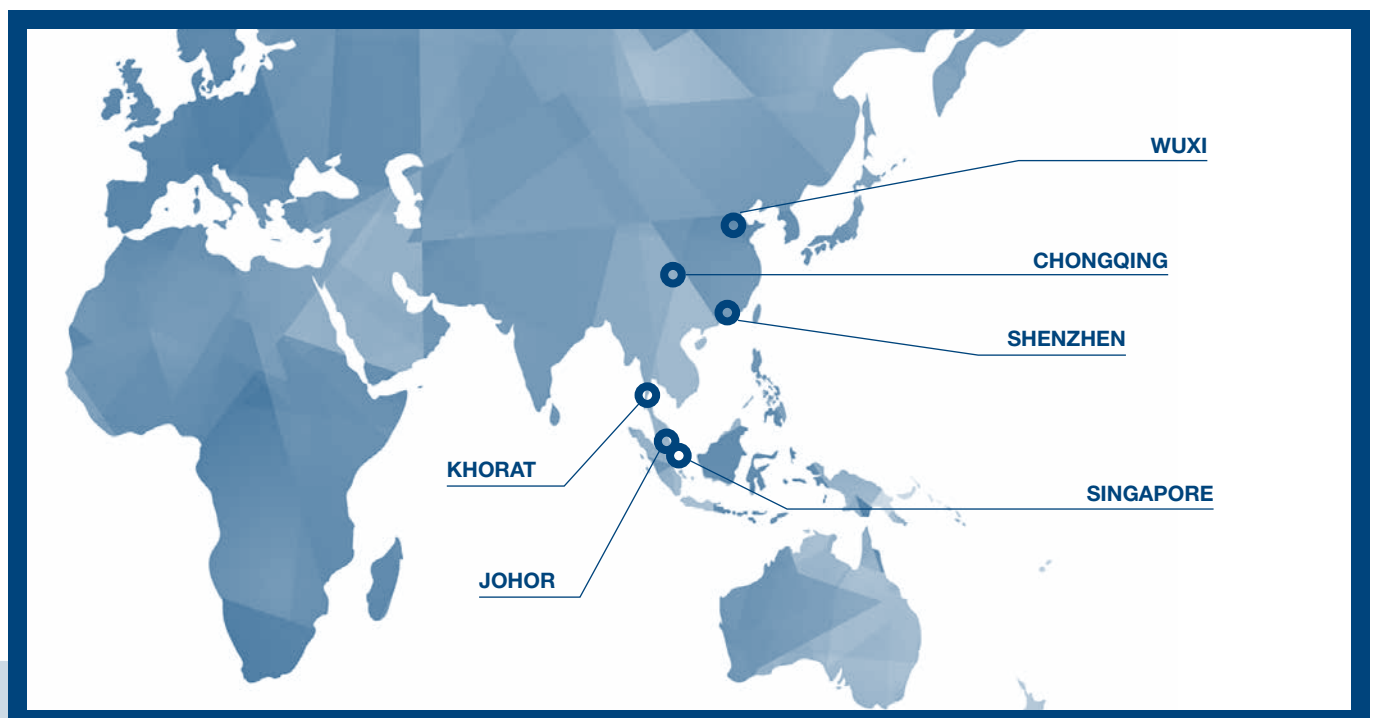 WUXI
CHONGQING
SHENZHEN
KHORAT
SINGAPORE
JOHOR